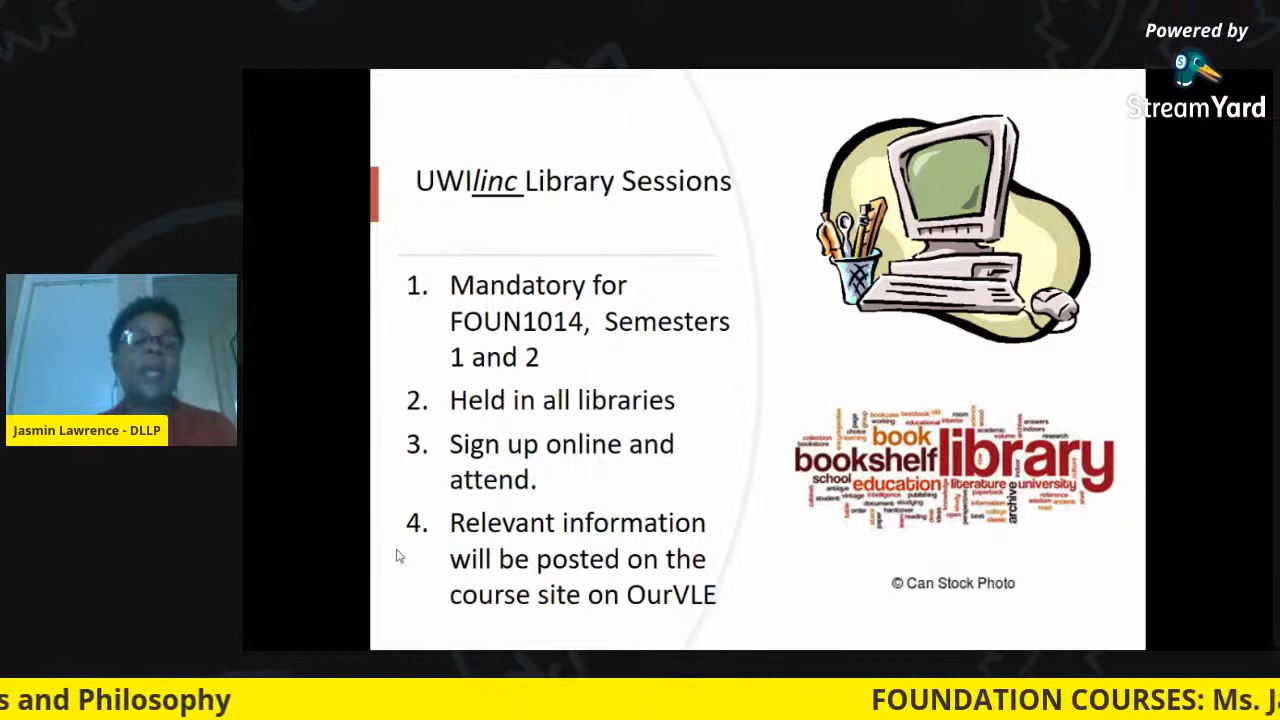 Powered by
StreamYard
UWIlinc Library Sessions
1. Mandatory for
FOUN1014, Semesters
1 and 2
2. Held in all libraries
3. Sign up online and
attend.
4. Relevant information
will be posted on the
course site on OurVLE
book
bookshelf
library
school
education
literature
university
archive
© Can Stock Photo
Jasmin Lawrence - DLLP
s and Philosophy
FOUNDATION COURSES: Ms. Ja